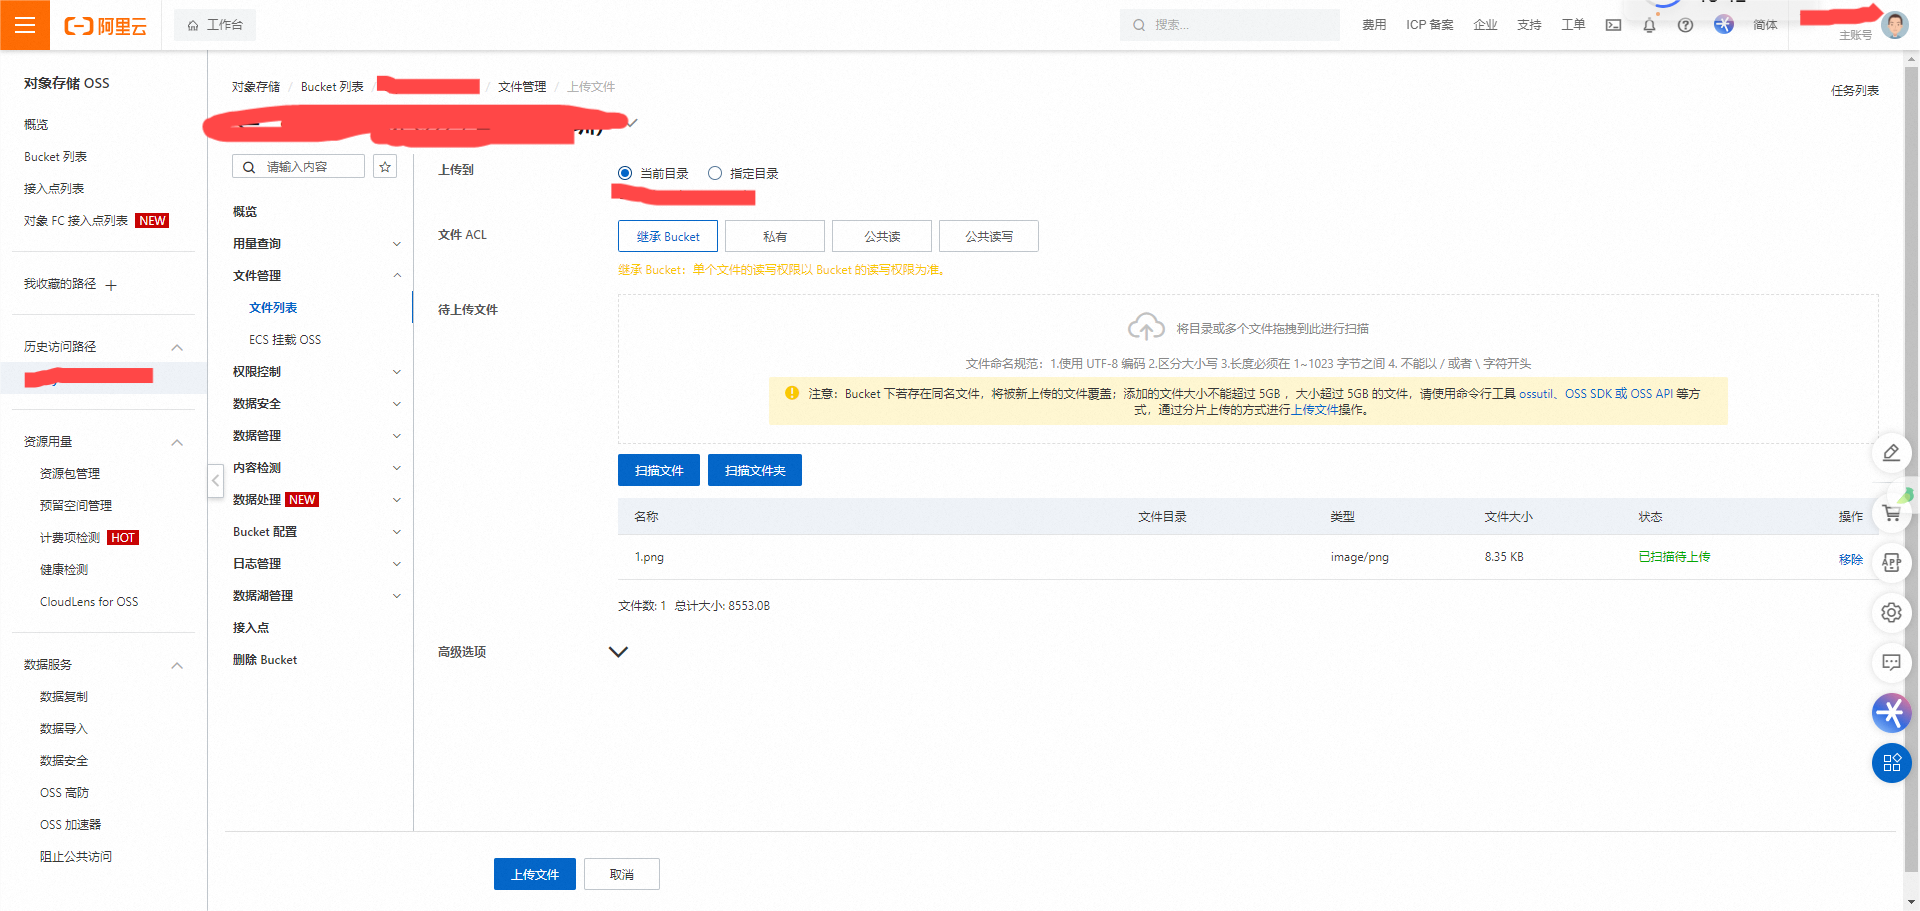 阿里云
工作台
搜索...
费用
ICP 备案
企业
支持
工单
简体
主账号
对象存储 OSS
概览
Bucket 列表
接入点列表
对象 FC 接入点列表 NEW
我收藏的路径
历史访问路径
资源用量
资源包管理
预留空间管理
计费项检测 HOT
健康检测
CloudLens for OSS
数据服务
数据复制
数据导入
数据安全
OSS 高防
OSS 加速器
阻止公共访问
对象存储 / Bucket 列表 / / 文件管理 / 上传文件
任务列表
请输入内容
概览
用量查询
文件管理
文件列表
ECS 挂载 OSS
权限控制
数据安全
数据管理
内容检测
数据处理 NEW
Bucket 配置
日志管理
数据湖管理
接入点
删除 Bucket
上传到
当前目录
指定目录
文件 ACL
继承 Bucket
私有
公共读
公共读写
继承 Bucket：单个文件的读写权限以 Bucket 的读写权限为准。
待上传文件
将目录或多个文件拖拽到此进行扫描
文件命名规范：1.使用 UTF-8 编码 2.区分大小写 3.长度必须在 1~1023 字节之间 4. 不能以 / 或者 \ 字符开头
注意：Bucket 下若存在同名文件，将被新上传的文件覆盖；添加的文件大小不能超过 5GB ，大小超过 5GB 的文件，请使用命令行工具 ossutil、OSS SDK 或 OSS API 等方
式，通过分片上传的方式进行上传文件操作。
扫描文件
扫描文件夹
名称 文件目录 类型 文件大小 状态 操作
1.png image/png 8.35 KB 已扫描待上传 移除
文件数: 1 总计大小: 8553.0B
高级选项
上传文件
取消
APP